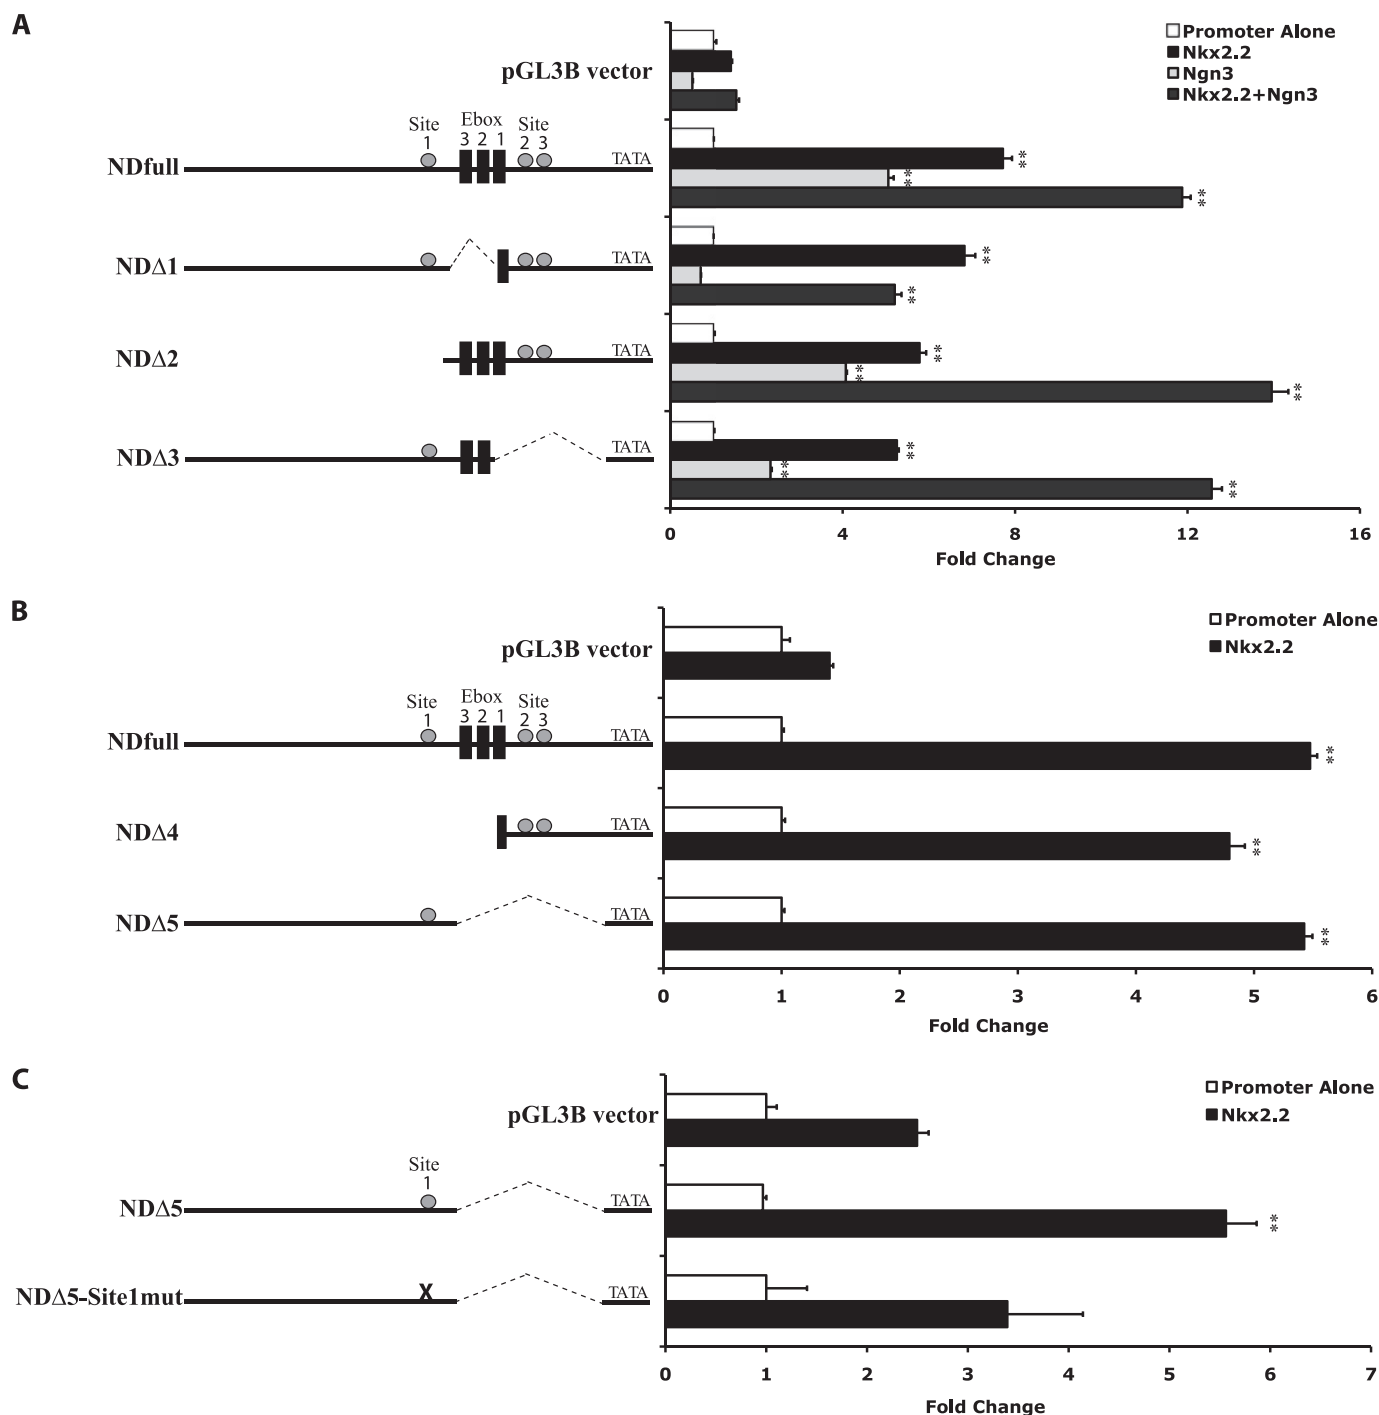 A
Promoter Alone
Nkx2.2
Ngn3
Nkx2.2+Ngn3
pGL3B vector
Site Ebox Site
1 3 2 1 2 3
NDfull TATA **
**
**
NDΔ1 TATA **
**
NDΔ2 TATA **
**
**
NDΔ3 TATA **
**
**
0 4 8 12 16
Fold Change
B
Promoter Alone
Nkx2.2
pGL3B vector
Site Ebox Site
1 3 2 1 2 3
NDfull TATA **
NDΔ4 TATA **
NDΔ5 TATA **
0 1 2 3 4 5 6
Fold Change
C
Promoter Alone
Nkx2.2
pGL3B vector
Site
1
NDΔ5 TATA **
NDΔ5-Site1mut X TATA
0 1 2 3 4 5 6 7
Fold Change